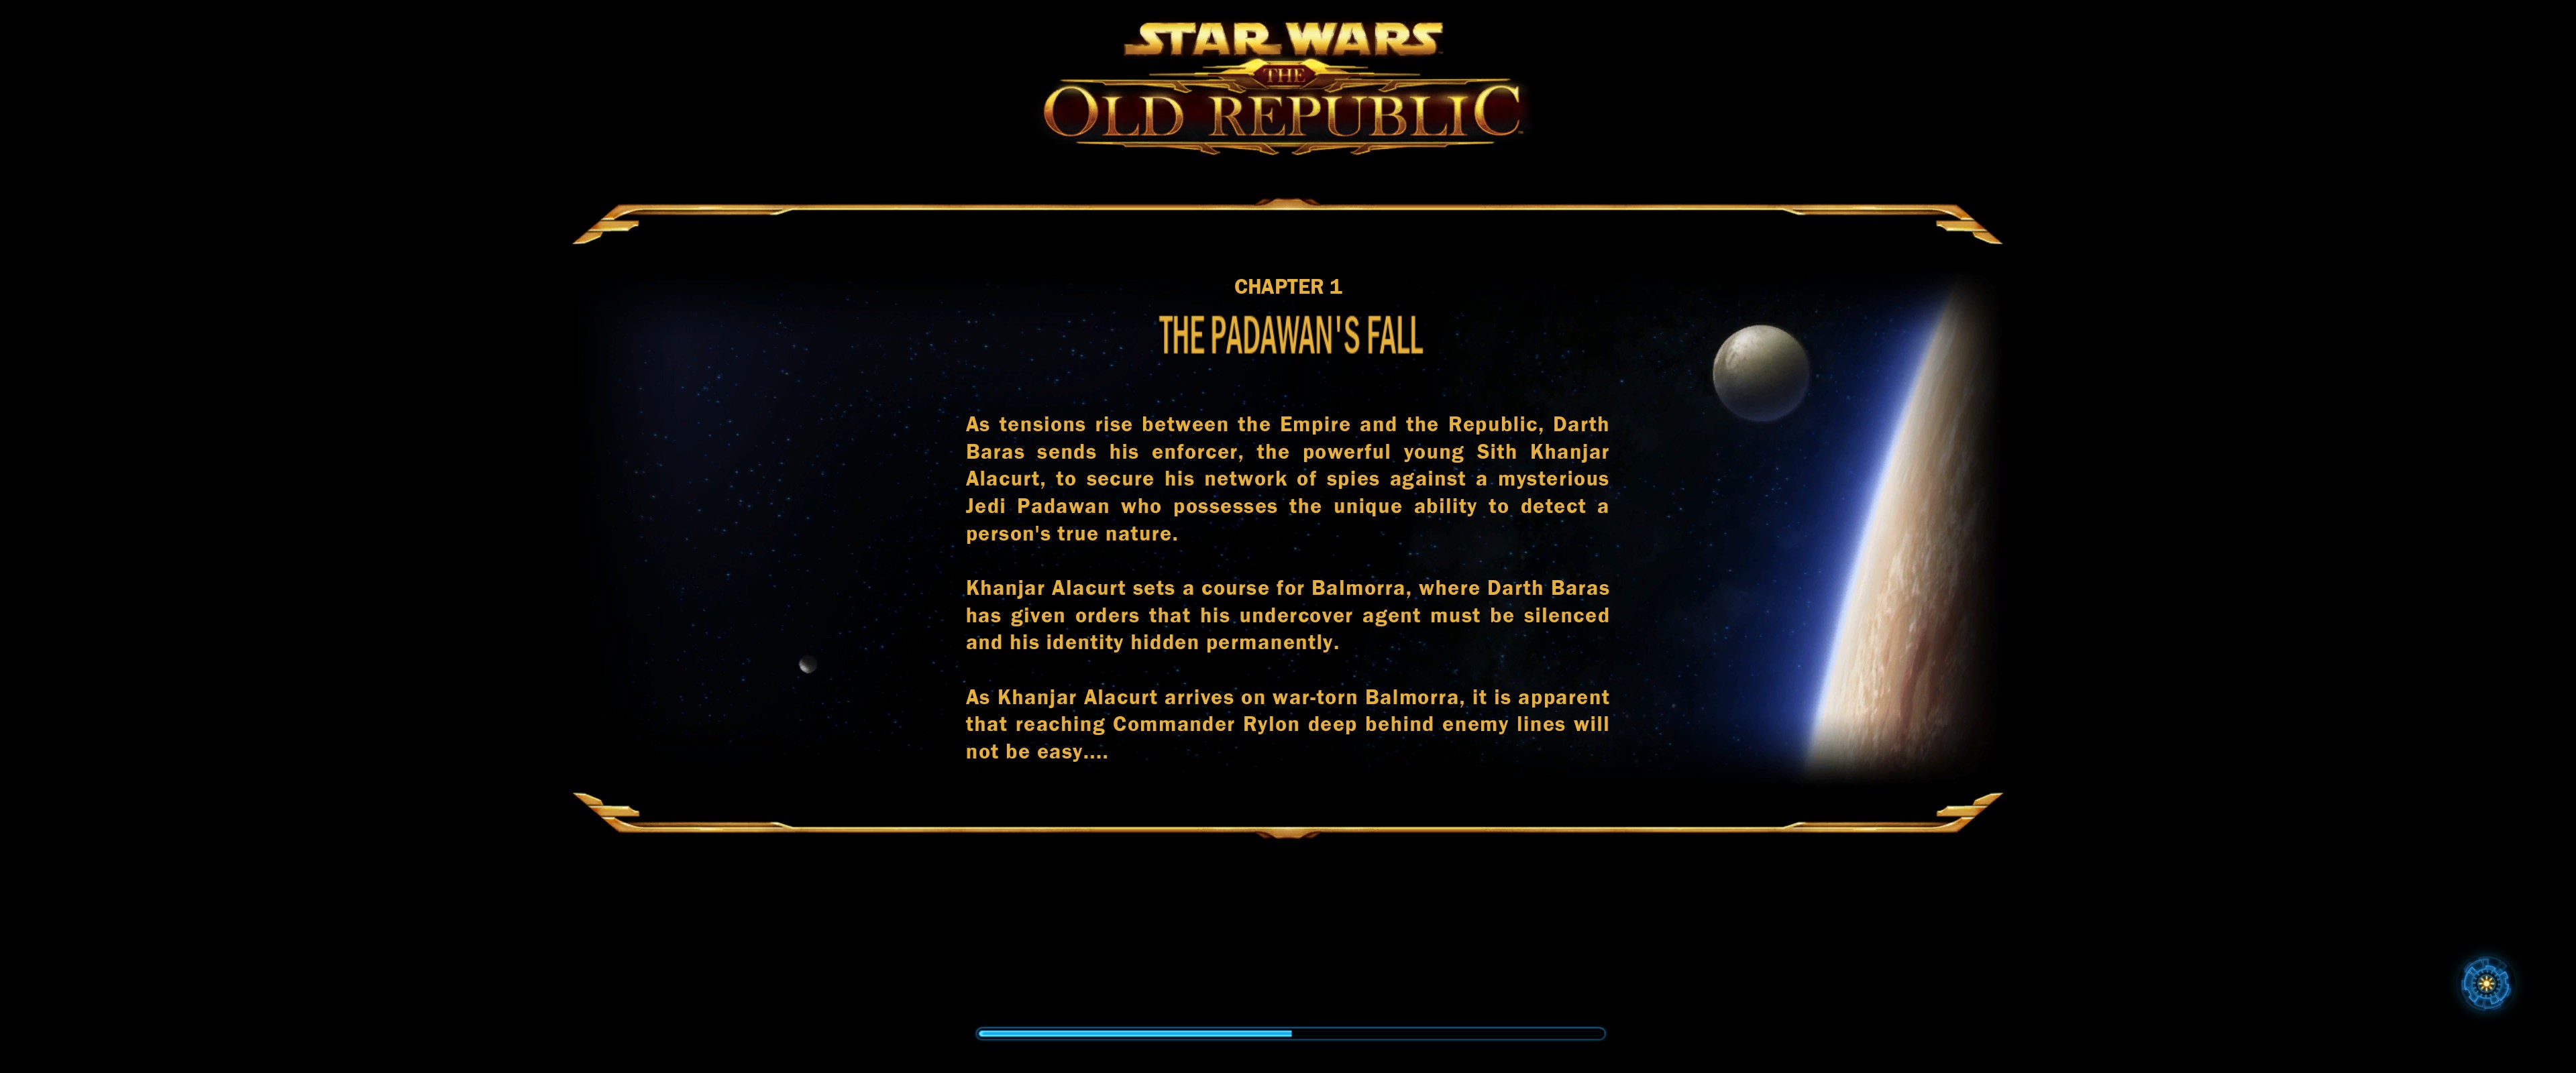 STAR WARS
THE
OLD REPUBLIC
CHAPTER 1
THE PADAWAN'S FALL
As tensions rise between the Empire and the Republic, Darth
Baras sends his enforcer, the powerful young Sith Khanjar
Alacurt, to secure his network of spies against a mysterious
Jedi Padawan who possesses the unique ability to detect a
person's true nature.
Khanjar Alacurt sets a course for Balmorra, where Darth Baras
has given orders that his undercover agent must be silenced
and his identity hidden permanently.
As Khanjar Alacurt arrives on war-torn Balmorra, it is apparent
that reaching Commander Rylon deep behind enemy lines will
not be easy....